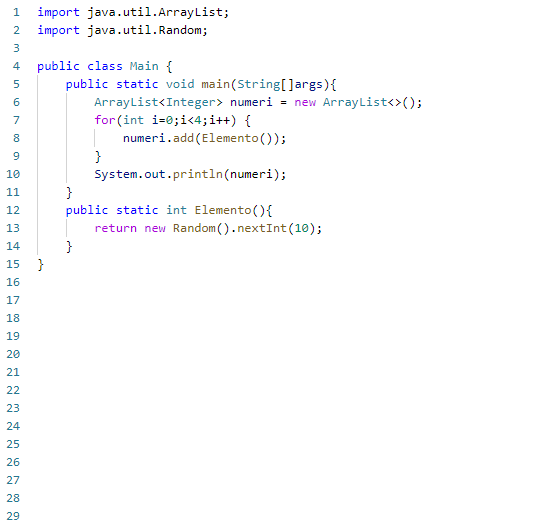 1 import java.util.ArrayList;
2 import java.util.Random;
3
4 public class Main {
5     public static void main(String[]args){
6         ArrayList<Integer> numeri = new ArrayList<>();
7         for(int i=0;i<4;i++) {
8             numeri.add(Elemento());
9         }
10         System.out.println(numeri);
11     }
12     public static int Elemento(){
13         return new Random().nextInt(10);
14     }
15 }
16
17
18
19
20
21
22
23
24
25
26
27
28
29